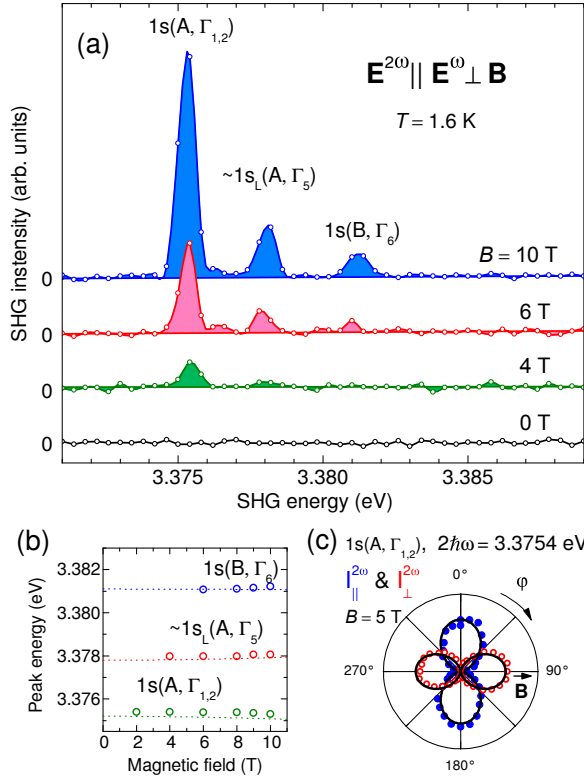 1s(A, Γ1,2)
(a)
E2ω|| Eω⊥ B
T = 1.6 K
~1sL(A, Γ5)
1s(B, Γ6)
B = 10 T
6 T
4 T
0 T
0
0
0
0
SHG instensity (arb. units)
3.375
3.380
3.385
SHG energy (eV)
(b)
1s(B, Γ6)
~1sL(A, Γ5)
1s(A, Γ1,2)
3.382
3.380
3.378
3.376
Peak energy (eV)
0 2 4 6 8 10
Magnetic field (T)
(c)
1s(A, Γ1,2), 2ħω = 3.3754 eV
I||2ω & I⊥2ω
B = 5 T
0°
φ
270°
90°
B
180°